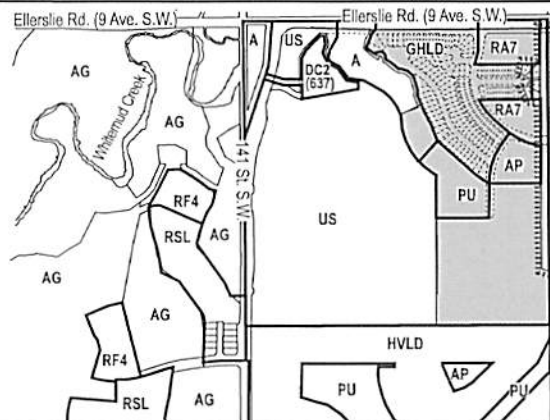 Ellerslie Rd. (9 Ave. S.W.)
Ellerslie Rd. (9 Ave. S.W.)
A
US
GHLD
RA7
AG
DC2
(637)
A
Whitemud Creek
AG
RA7
141 St. S.W.
AP
RF4
PU
US
RSL
AG
AG
AG
HVLD
RF4
AP
PU
PU
RSL
AG